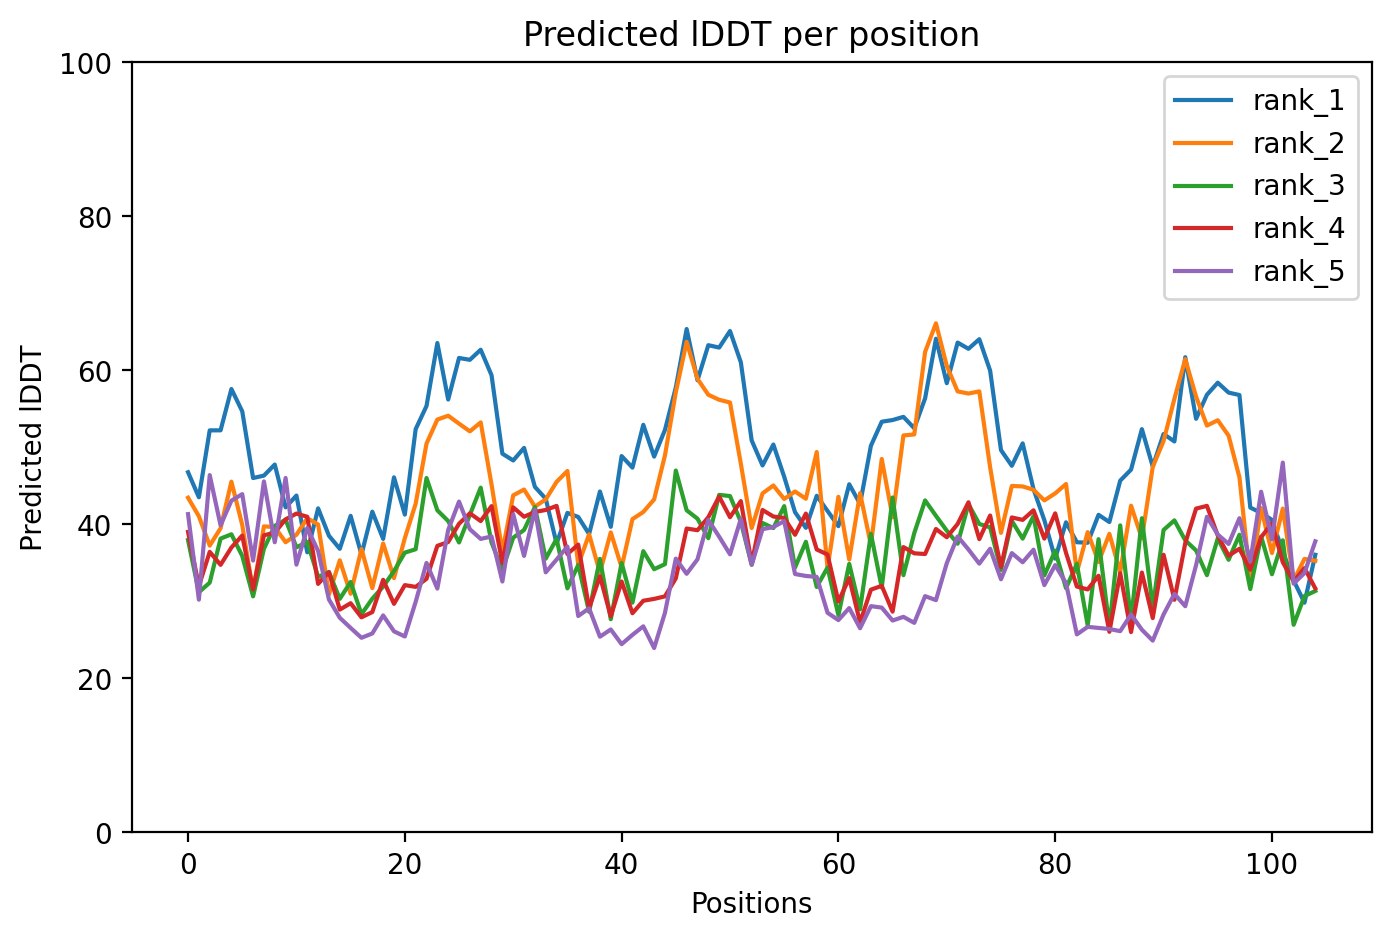 Predicted lDDT per position
100
80
60
40
20
0
Predicted lDDT
0 20 40 60 80 100
Positions
rank_1
rank_2
rank_3
rank_4
rank_5